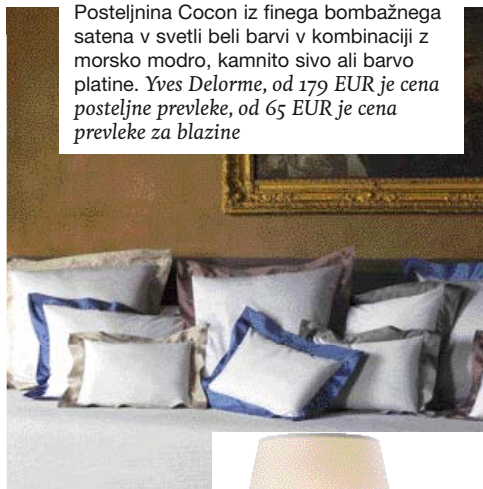 Posteljnina Cocon iz finega bombažnega
satena v svetli beli barvi v kombinaciji z
morsko modro, kamnito sivo ali barvo
platine. Yves Delorme, od 179 EUR je cena
posteljne prevleke, od 65 EUR je cena
prevleke za blazine